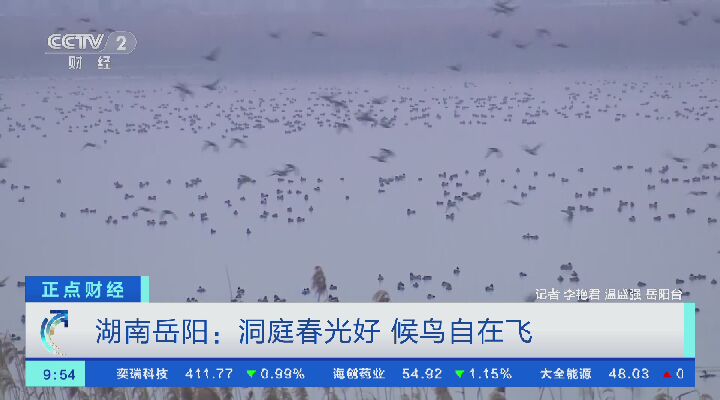 CCTV 2
财 经
正点财经
记者 李艳君 温盛强 岳阳台
湖南岳阳：洞庭春光好 候鸟自在飞
9:54 奕瑞科技 411.77 ▼0.99% 海创药业 54.92 ▼1.15% 大全能源 48.03 ▲0